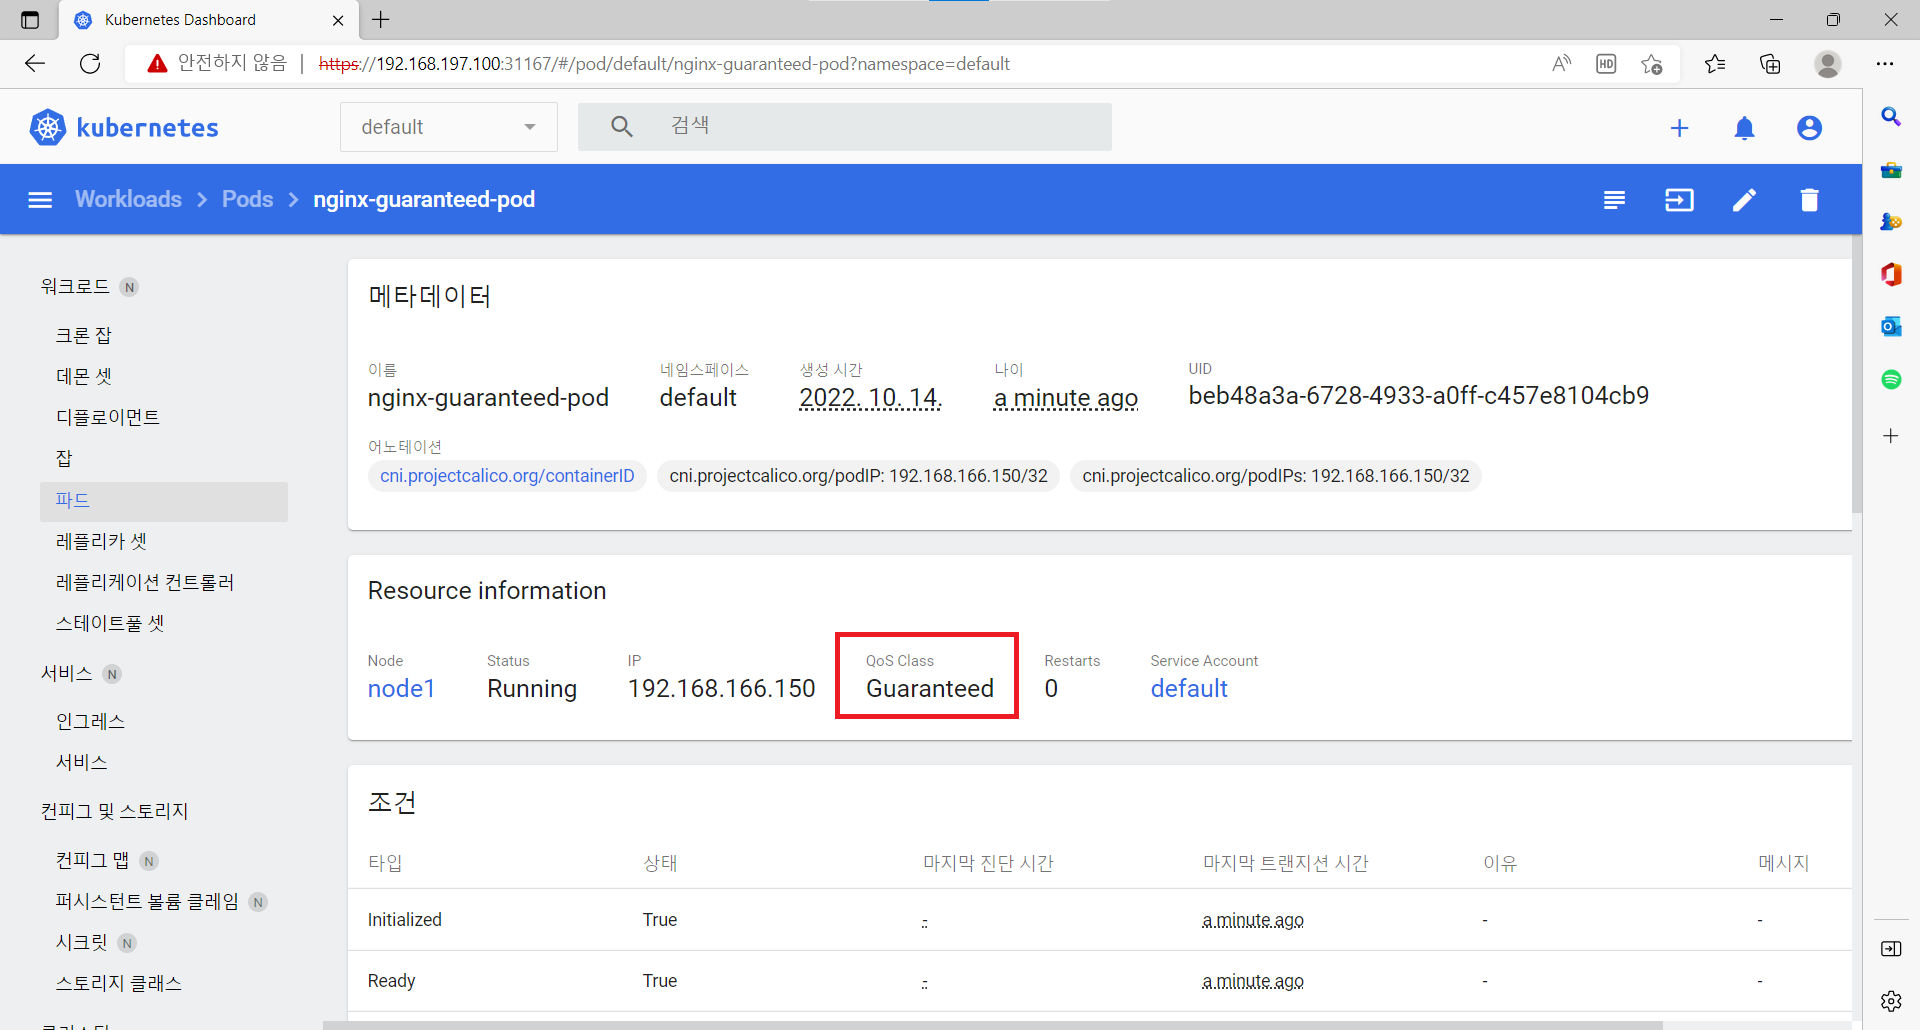 Kubernetes Dashboard
안전하지 않음 | https://192.168.197.100:31167/#/pod/default/nginx-guaranteed-pod?namespace=default
kubernetes
default
검색
Workloads > Pods > nginx-guaranteed-pod
워크로드 N
크론 잡
데몬 셋
디플로이먼트
잡
파드
레플리카 셋
레플리케이션 컨트롤러
스테이트풀 셋
서비스 N
인그레스
서비스
컨피그 및 스토리지
컨피그 맵 N
퍼시스턴트 볼륨 클레임 N
시크릿 N
스토리지 클래스
메타데이터
이름 네임스페이스 생성 시간 나이 UID
nginx-guaranteed-pod default 2022. 10. 14. a minute ago beb48a3a-6728-4933-a0ff-c457e8104cb9
어노테이션
cni.projectcalico.org/containerID cni.projectcalico.org/podIP: 192.168.166.150/32 cni.projectcalico.org/podIPs: 192.168.166.150/32
Resource information
Node Status IP QoS Class Restarts Service Account
node1 Running 192.168.166.150 Guaranteed 0 default
조건
타입 상태 마지막 진단 시간 마지막 트랜지션 시간 이유 메시지
Initialized True - a minute ago - -
Ready True - a minute ago - -